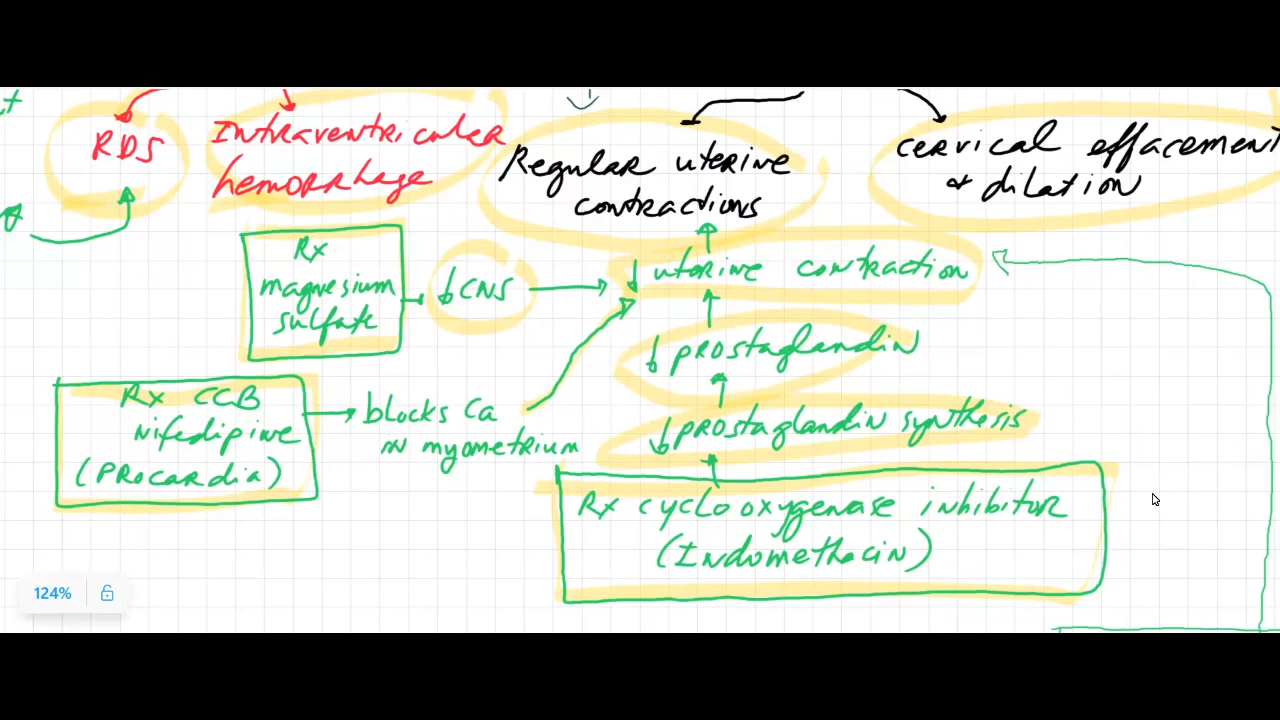 RDS
Intraventricular
hemorrhage
Regular uterine
contractions
cervical effacement
& dilation
Rx
magnesium
sulfate
↓ CNS
↓ uterine contraction
↓ prostaglandin
↓ prostaglandin synthesis
Rx CCB
Nifedipine
(Procardia)
blocks Ca
in myometrium
Rx cyclooxygenase inhibitor
(Indomethacin)
124%